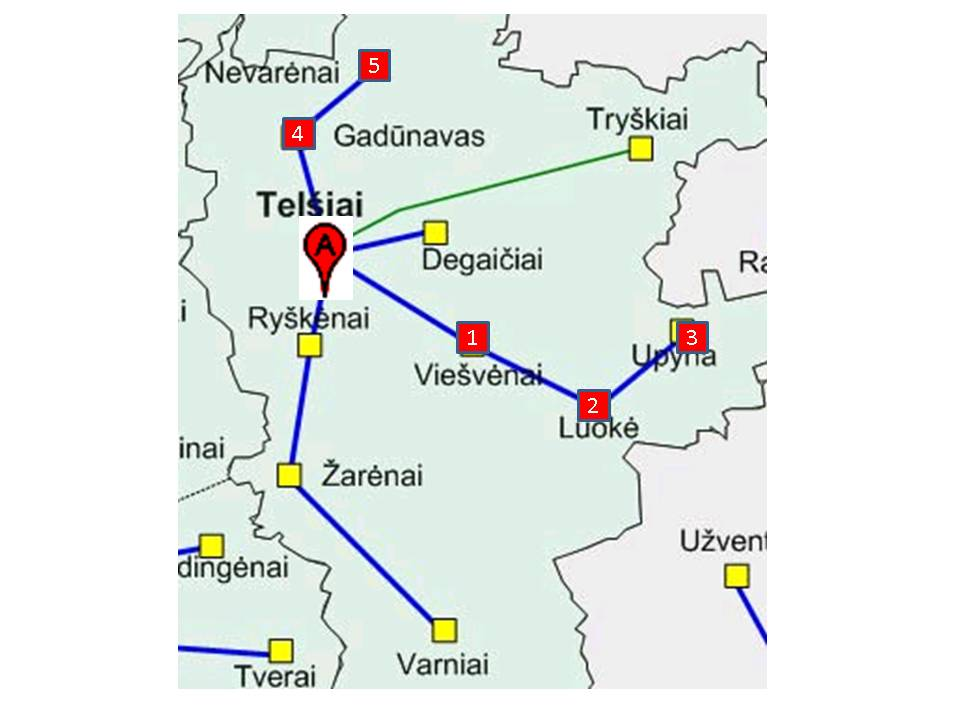 5
Nevarėnai
Tryškiai
4
Gadūnavas
Telšiai
A
Degaičiai
Ra
i
Ryškėnai
1
3
Upyna
Viešvėnai
2
Luokė
inai
Žarėnai
Užvent
dingėnai
Varniai
Tverai